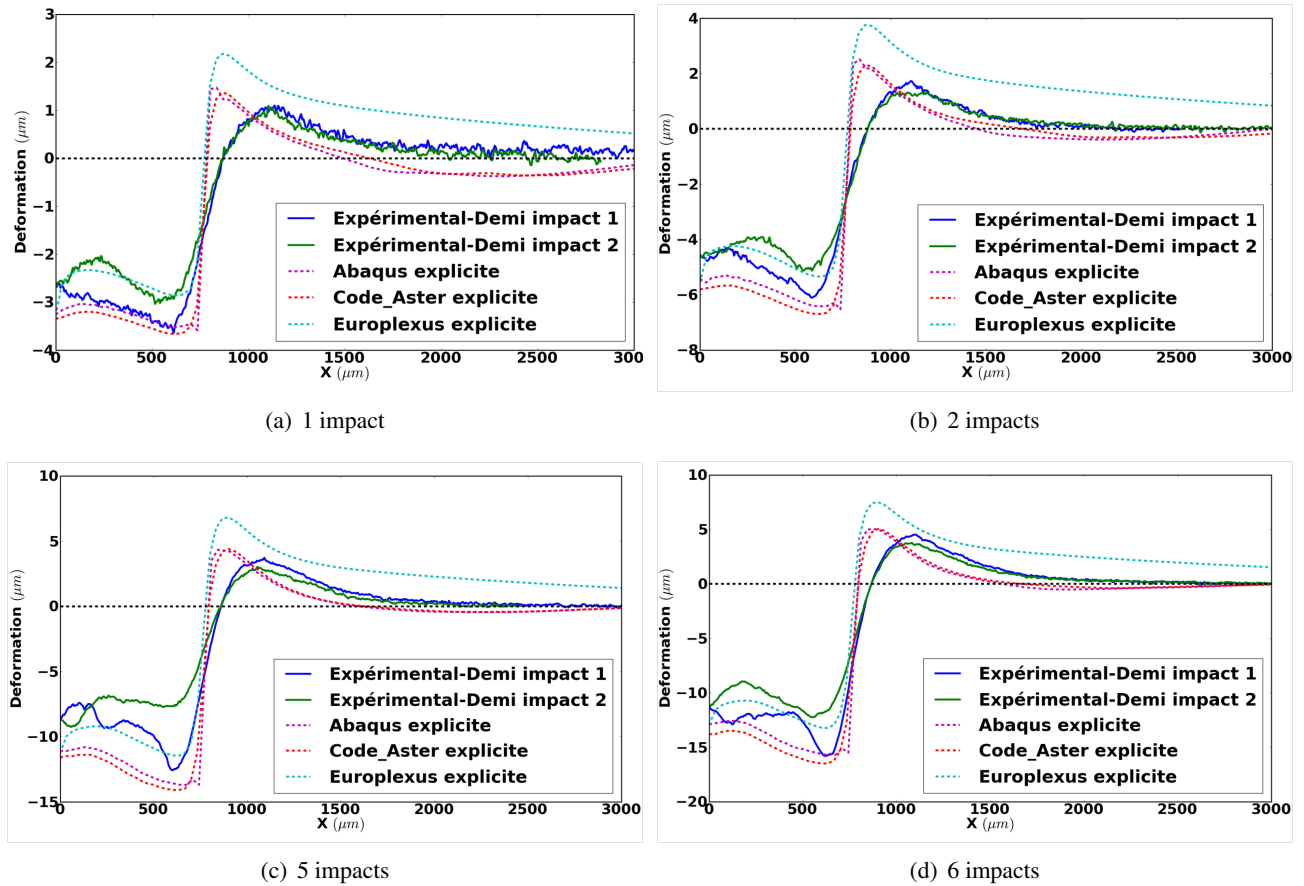 3
2
1
0
−1
−2
−3
−4
Deformation (μm)
0 500 1000 1500 2000 2500 3000
X (μm)
Expérimental-Demi impact 1
Expérimental-Demi impact 2
Abaqus explicite
Code_Aster explicite
Europlexus explicite
(a) 1 impact
4
2
0
−2
−4
−6
−8
Deformation (μm)
0 500 1000 1500 2000 2500 3000
X (μm)
Expérimental-Demi impact 1
Expérimental-Demi impact 2
Abaqus explicite
Code_Aster explicite
Europlexus explicite
(b) 2 impacts
10
5
0
−5
−10
−15
Deformation (μm)
0 500 1000 1500 2000 2500 3000
X (μm)
Expérimental-Demi impact 1
Expérimental-Demi impact 2
Abaqus explicite
Code_Aster explicite
Europlexus explicite
(c) 5 impacts
10
5
0
−5
−10
−15
−20
Deformation (μm)
0 500 1000 1500 2000 2500 3000
X (μm)
Expérimental-Demi impact 1
Expérimental-Demi impact 2
Abaqus explicite
Code_Aster explicite
Europlexus explicite
(d) 6 impacts